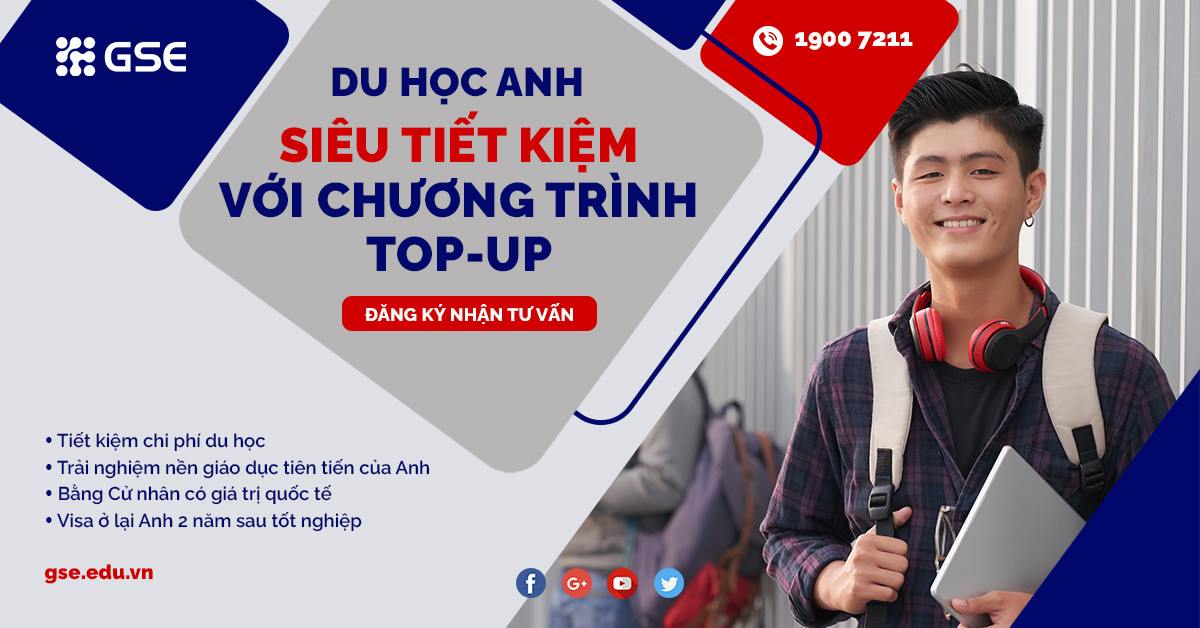 GSE
1900 7211
DU HỌC ANH
SIÊU TIẾT KIỆM
VỚI CHƯƠNG TRÌNH
TOP-UP
ĐĂNG KÝ NHẬN TƯ VẤN
• Tiết kiệm chi phí du học
• Trải nghiệm nền giáo dục tiên tiến của Anh
• Bằng Cử nhân có giá trị quốc tế
• Visa ở lại Anh 2 năm sau tốt nghiệp
gse.edu.vn